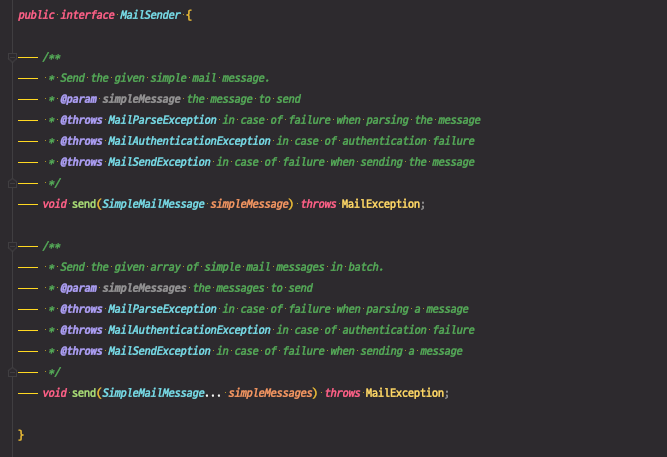 public interface MailSender {
/**
* Send the given simple mail message.
* @param simpleMessage the message to send
* @throws MailParseException in case of failure when parsing the message
* @throws MailAuthenticationException in case of authentication failure
* @throws MailSendException in case of failure when sending the message
*/
void send(SimpleMailMessage simpleMessage) throws MailException;
/**
* Send the given array of simple mail messages in batch.
* @param simpleMessages the messages to send
* @throws MailParseException in case of failure when parsing a message
* @throws MailAuthenticationException in case of authentication failure
* @throws MailSendException in case of failure when sending a message
*/
void send(SimpleMailMessage... simpleMessages) throws MailException;
}